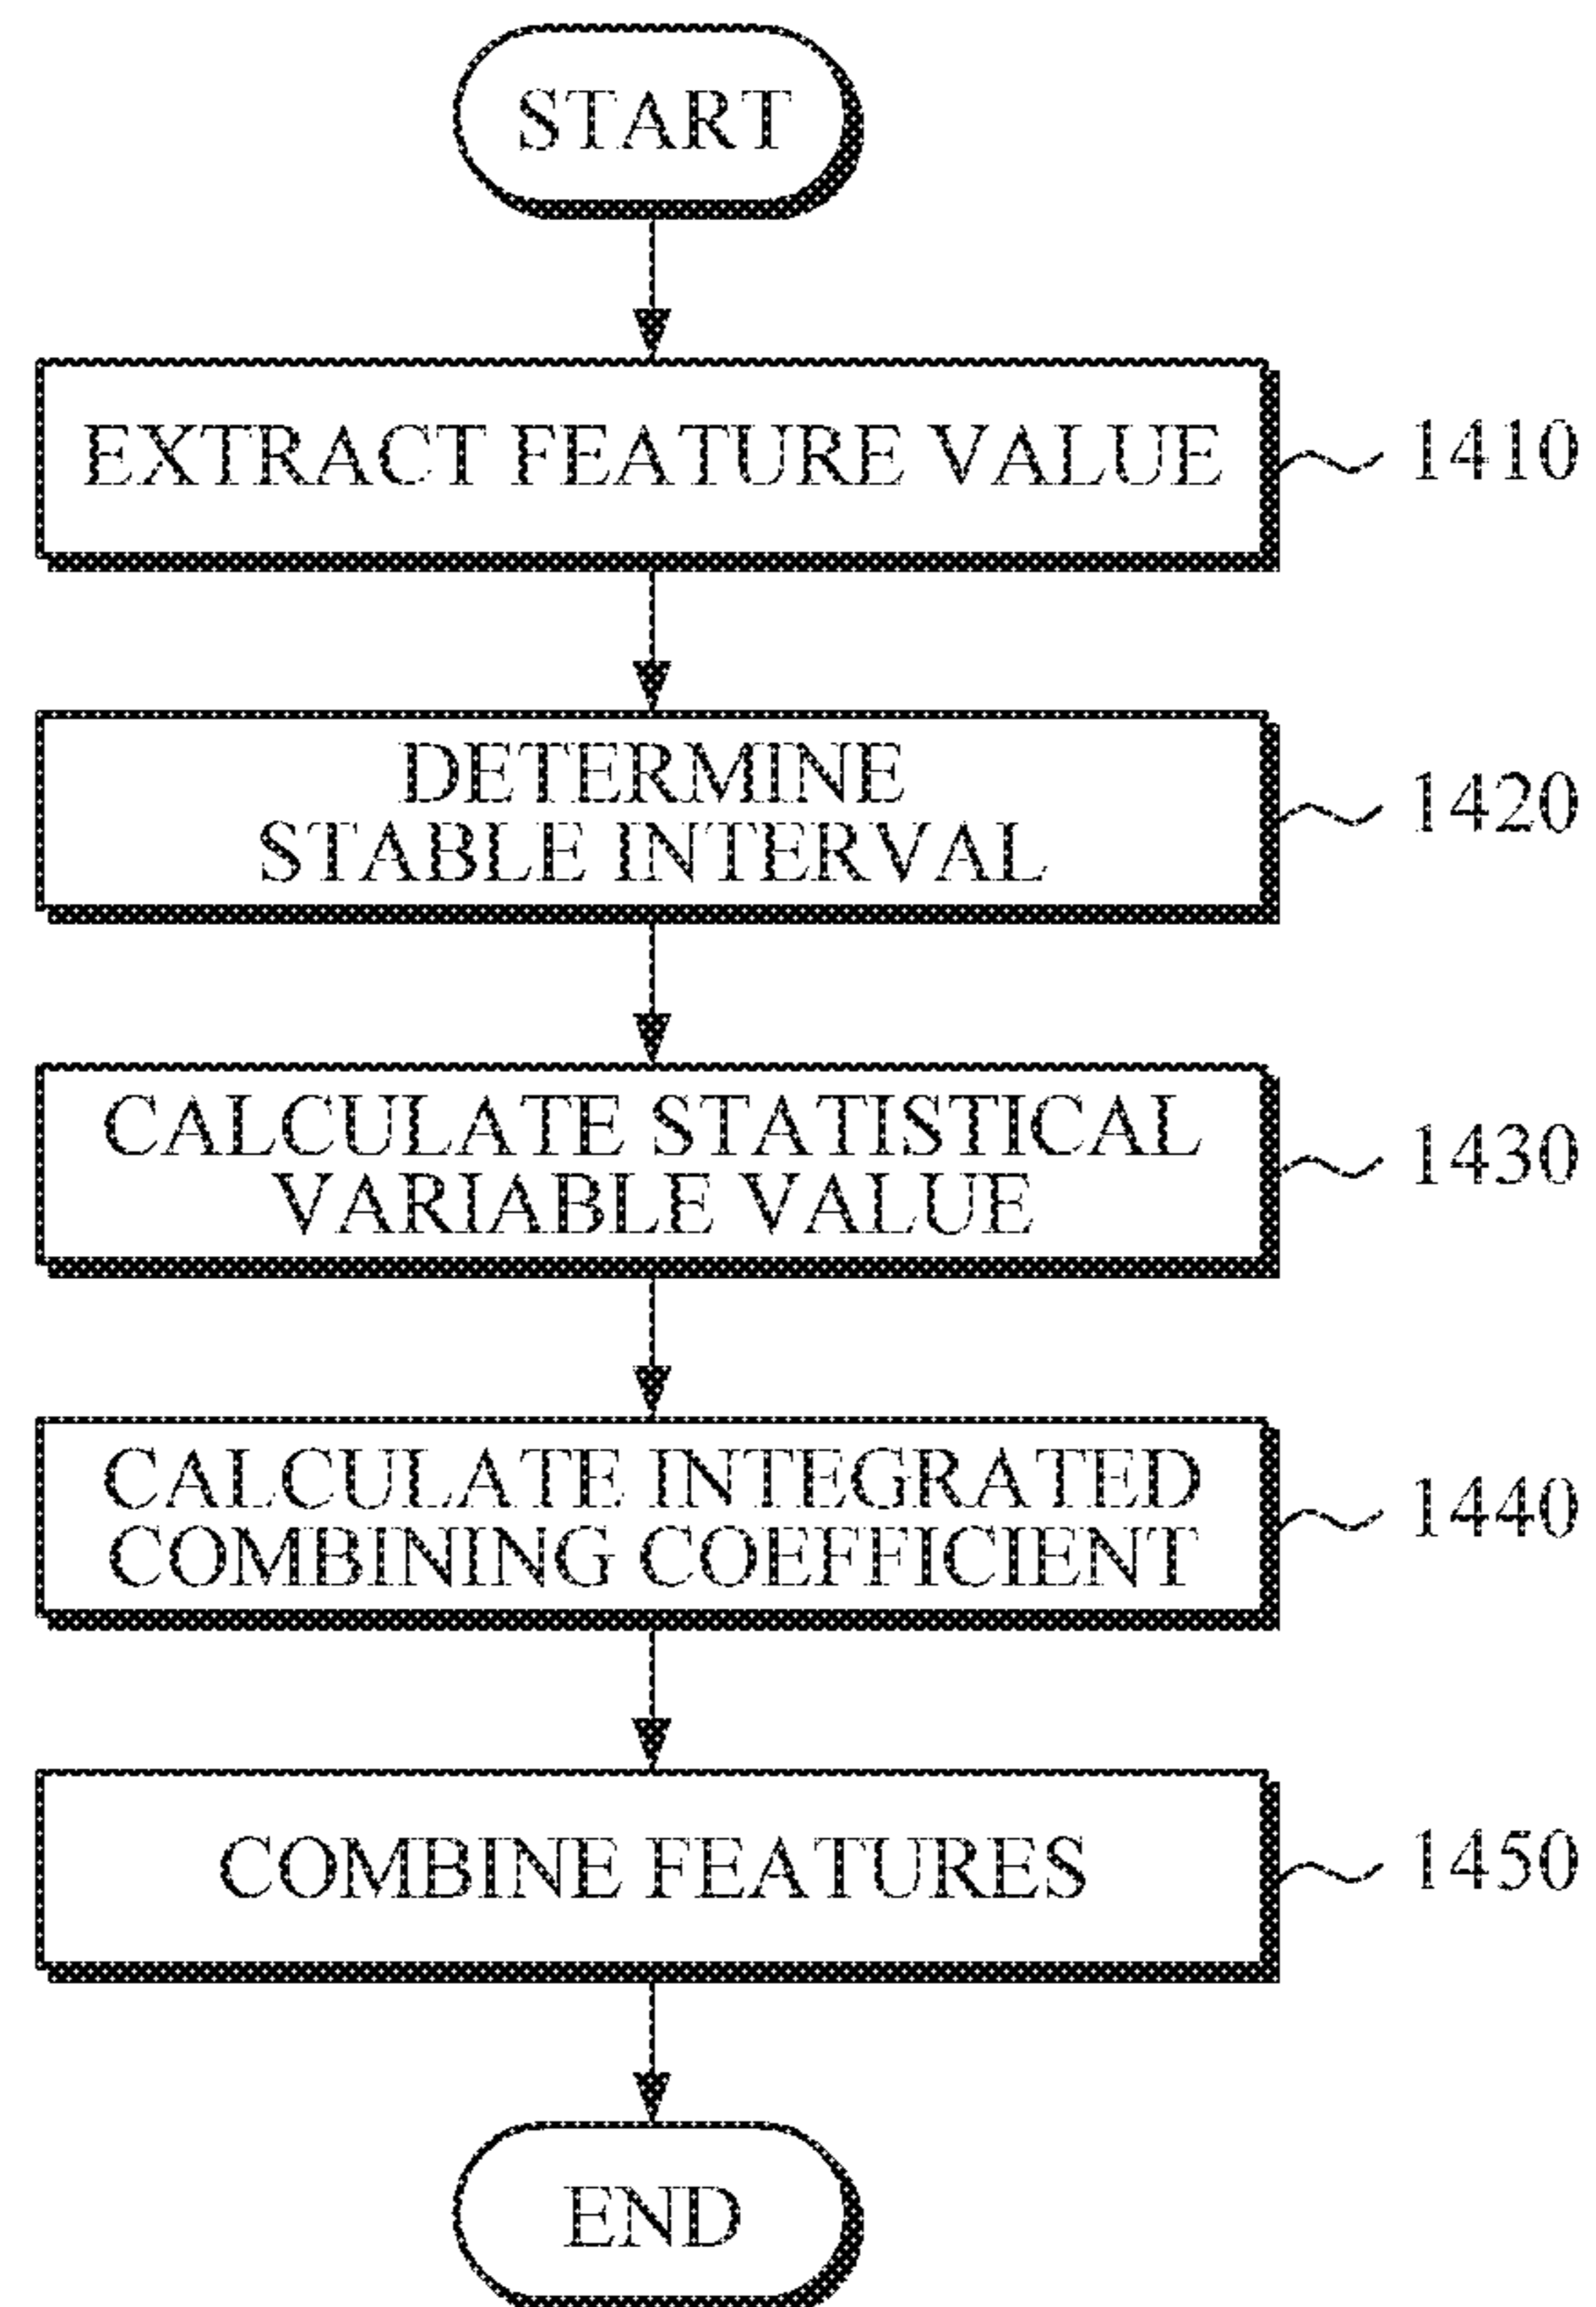 START
EXTRACT FEATURE VALUE
1410
DETERMINE
STABLE INTERVAL
1420
CALCULATE STATISTICAL
VARIABLE VALUE
1430
CALCULATE INTEGRATED
COMBINING COEFFICIENT
1440
COMBINE FEATURES
1450
END